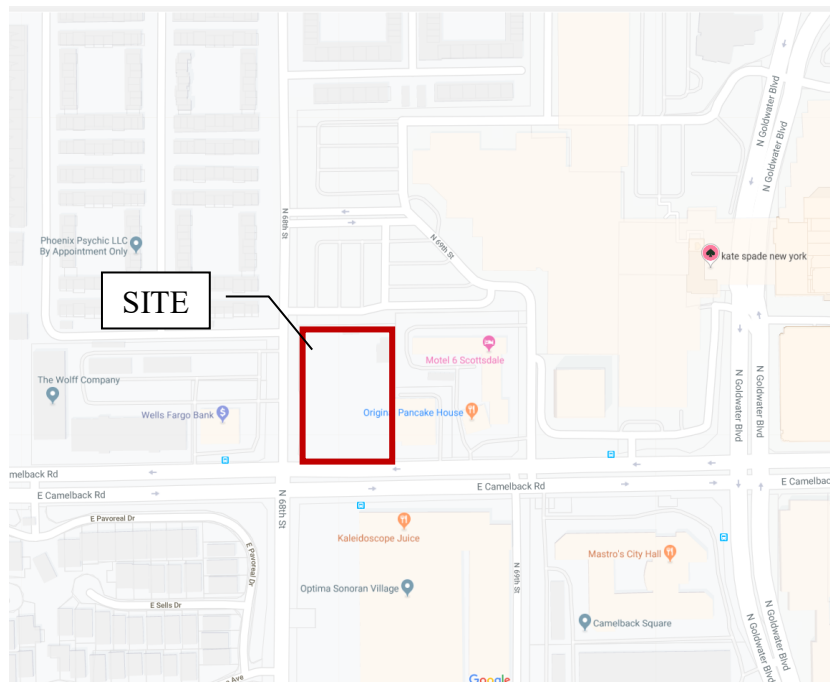 N Goldwater Blvd
N Goldwater Blvd
N 68th St
Phoenix Psychic LLC
By Appointment Only
N 69th St
kate spade new york
SITE
Motel 6 Scottsdale
The Wolff Company
Wells Fargo Bank
Original Pancake House
N Goldwater Blvd
N Goldwater Blvd
melback Rd
E Camelback Rd
E Camelback Rd
E Camelbac
N 68th St
E Pavoreal Dr
Kaleidoscope Juice
E Pavoreal Dr
Mastro's City Hall
N 69th St
Optima Sonoran Village
E Sells Dr
Camelback Square
N Goldwater Blvd
N Goldwater Blvd
Ave
Google